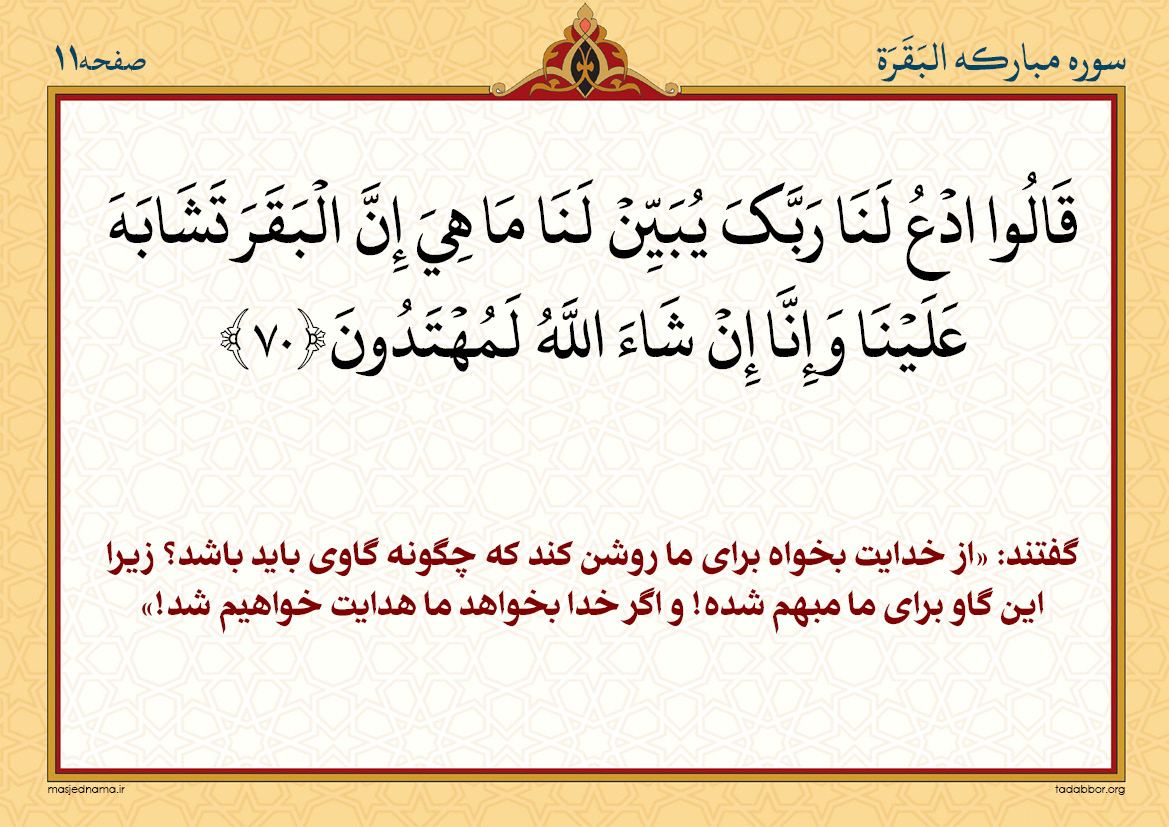 سوره مبارکه البَقَرَة
صفحه۱۱
قَالُوا ادْعُ لَنَا رَبَّکَ يُبَيِّنْ لَنَا مَا هِيَ إِنَّ الْبَقَرَ تَشَابَهَ
عَلَيْنَا وَإِنَّا إِنْ شَاءَ اللَّهُ لَمُهْتَدُونَ ﴿۷۰﴾
گفتند: «از خدایت بخواه برای ما روشن کند که چگونه گاوی باید باشد؟ زیرا
این گاو برای ما مبهم شده! و اگر خدا بخواهد ما هدایت خواهیم شد!»
masjednama.ir
tadabbor.org